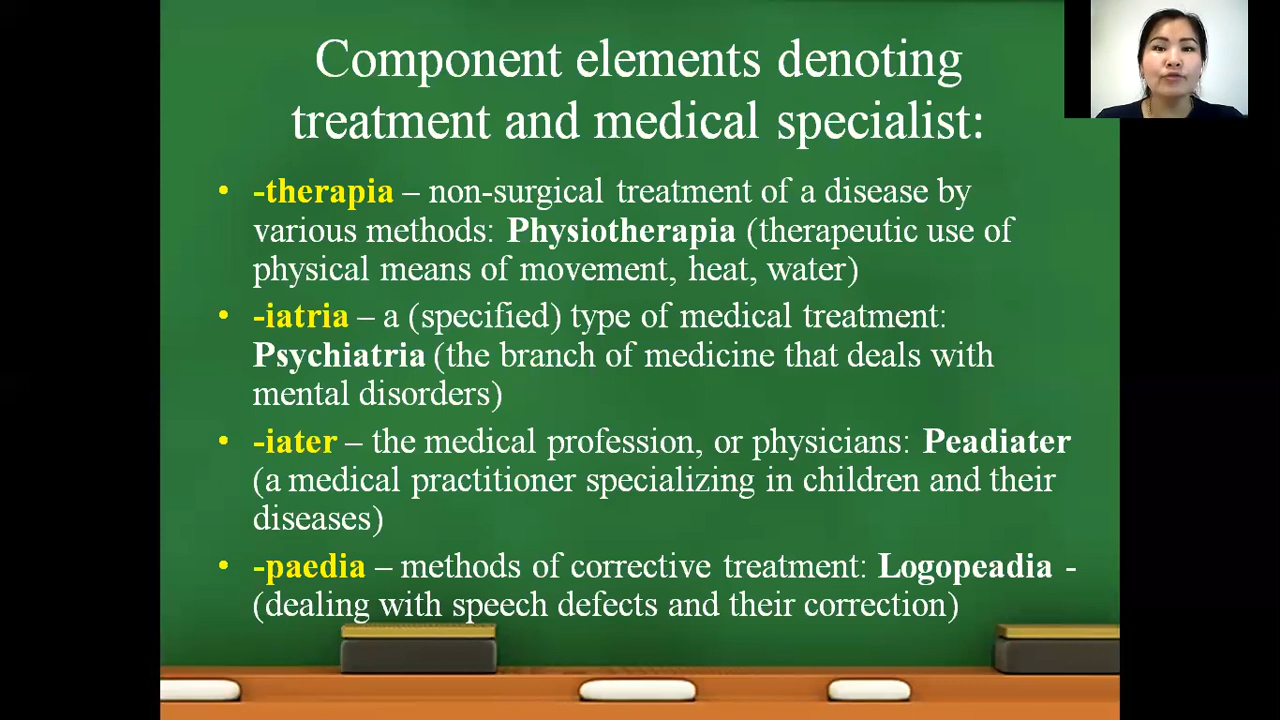 Component elements denoting
treatment and medical specialist:
• -therapia – non-surgical treatment of a disease by
various methods: Physiotherapia (therapeutic use of
physical means of movement, heat, water)
• -iatria – a (specified) type of medical treatment:
Psychiatria (the branch of medicine that deals with
mental disorders)
• -iater – the medical profession, or physicians: Peadiater
(a medical practitioner specializing in children and their
diseases)
• -paedia – methods of corrective treatment: Logopeadia -
(dealing with speech defects and their correction)